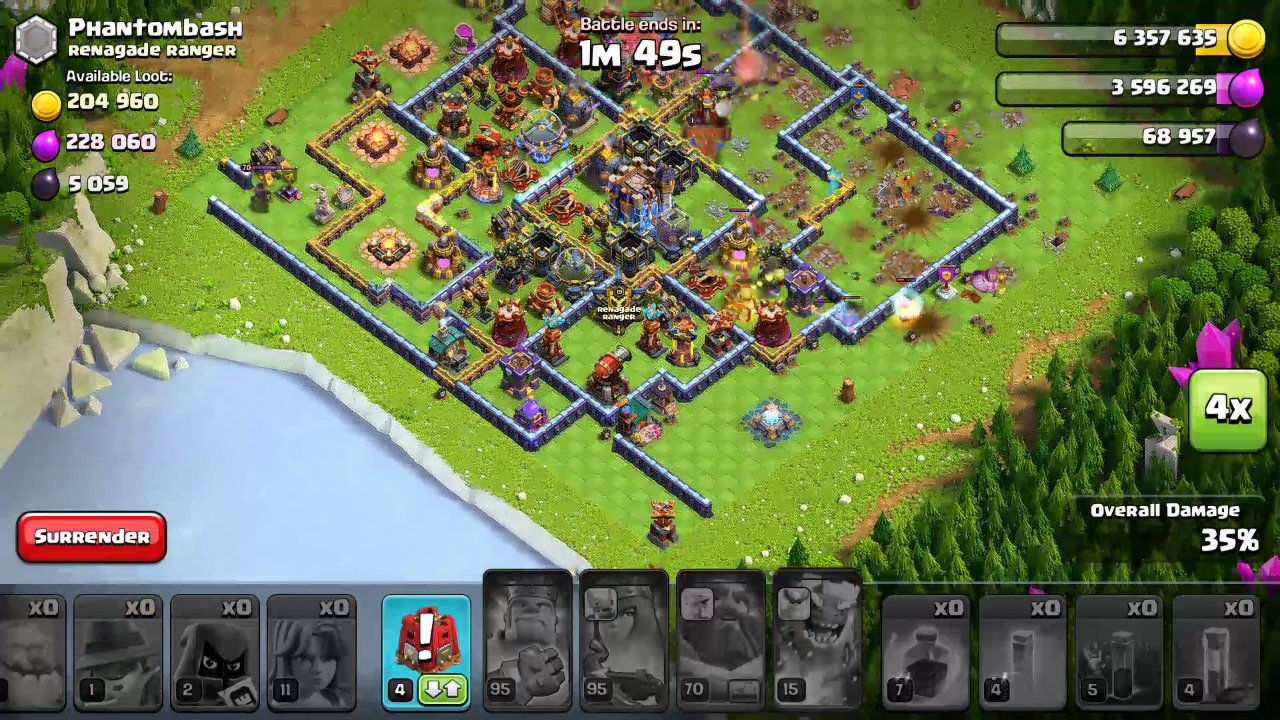 Phantombash
Renagade Ranger
Available Loot:
204 960
228 060
5 059
Battle ends in:
1M 49s
6 357 635
3 596 269
68 957
Renagade
Ranger
4x
Surrender
Overall Damage
35%
x0
x0
x0
x0
x0
x0
x0
x0
1
2
11
!
4
95
95
70
15
7
4
5
4